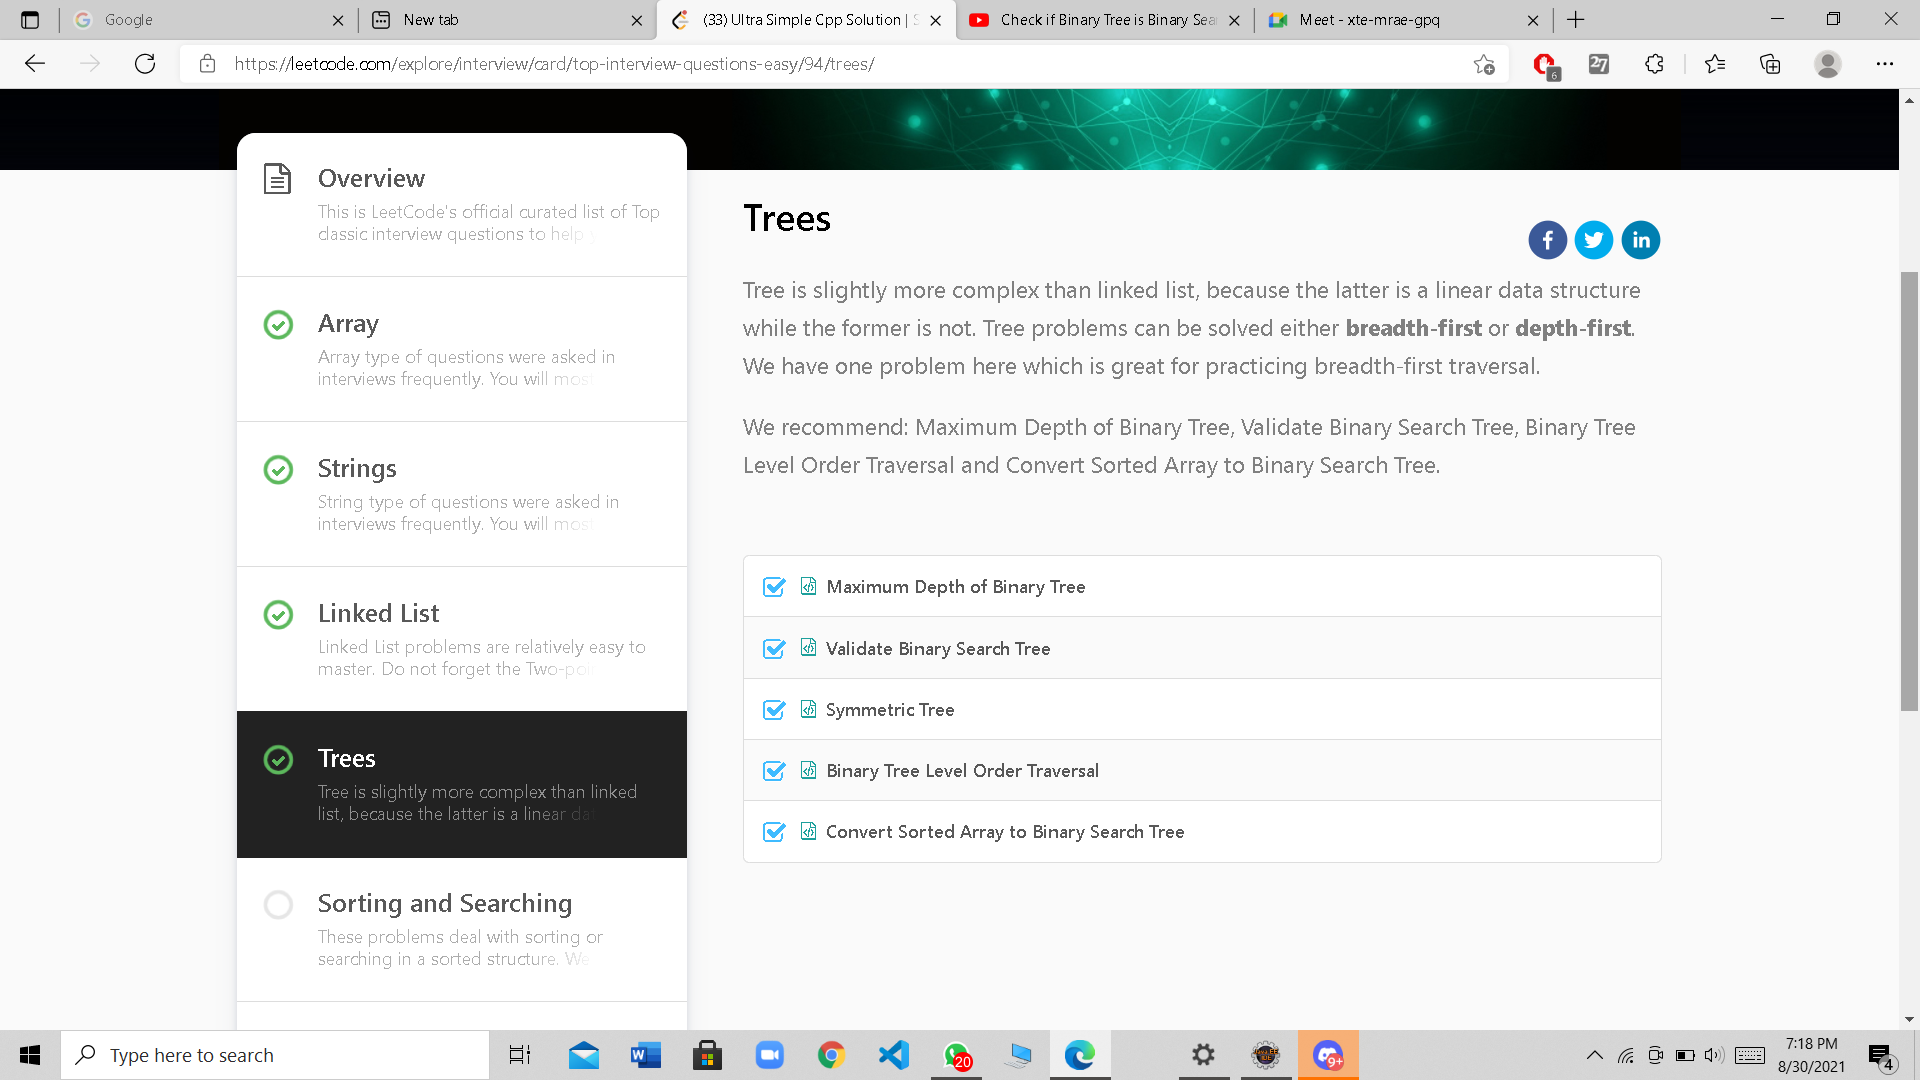 Google
New tab
(33) Ultra Simple Cpp Solution |
Check if Binary Tree is Binary
Meet - xte-mrae-gpq
https://leetcode.com/explore/interview/card/top-interview-questions-easy/94/trees/
6
27
Overview
This is LeetCode's official curated list of Top
classic interview questions to help
Array
Array type of questions were asked in
interviews frequently. You will most
Strings
String type of questions were asked in
interviews frequently. You will most
Linked List
Linked List problems are relatively easy to
master. Do not forget the
Trees
Tree is slightly more complex than linked
list, because the latter is a linear
Sorting and Searching
These problems deal with sorting or
searching in a sorted structure. We
Trees
Tree is slightly more complex than linked list, because the latter is a linear data structure
while the former is not. Tree problems can be solved either breadth-first or depth-first.
We have one problem here which is great for practicing breadth-first traversal.
We recommend: Maximum Depth of Binary Tree, Validate Binary Search Tree, Binary Tree
Level Order Traversal and Convert Sorted Array to Binary Search Tree.
Maximum Depth of Binary Tree
Validate Binary Search Tree
Symmetric Tree
Binary Tree Level Order Traversal
Convert Sorted Array to Binary Search Tree
Type here to search
20
9+
7:18 PM
8/30/2021
4